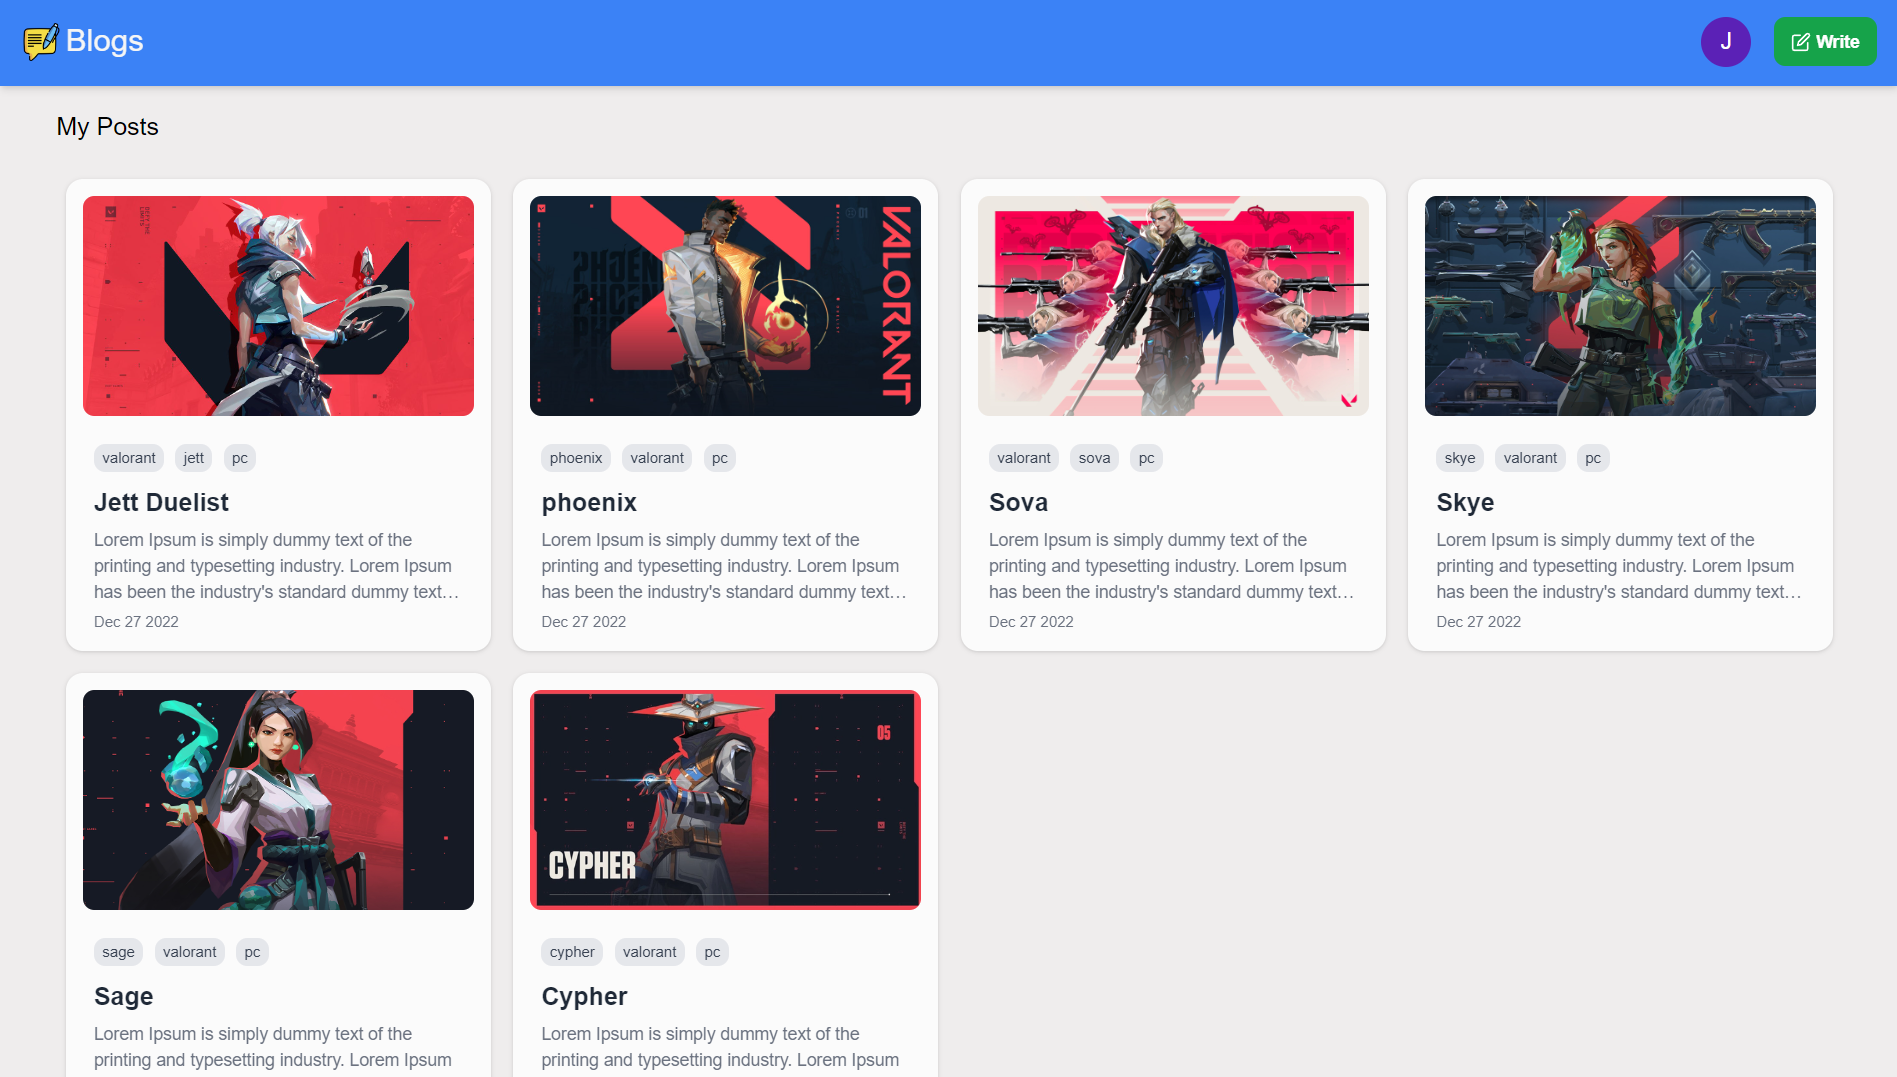 Blogs
J
Write
My Posts
01
VALORANT
valorant jett pc
Jett Duelist
Lorem Ipsum is simply dummy text of the
printing and typesetting industry. Lorem Ipsum
has been the industry's standard dummy text…
Dec 27 2022
phoenix valorant pc
phoenix
Lorem Ipsum is simply dummy text of the
printing and typesetting industry. Lorem Ipsum
has been the industry's standard dummy text…
Dec 27 2022
valorant sova pc
Sova
Lorem Ipsum is simply dummy text of the
printing and typesetting industry. Lorem Ipsum
has been the industry's standard dummy text…
Dec 27 2022
skye valorant pc
Skye
Lorem Ipsum is simply dummy text of the
printing and typesetting industry. Lorem Ipsum
has been the industry's standard dummy text…
Dec 27 2022
05
CYPHER
sage valorant pc
Sage
Lorem Ipsum is simply dummy text of the
printing and typesetting industry. Lorem Ipsum
cypher valorant pc
Cypher
Lorem Ipsum is simply dummy text of the
printing and typesetting industry. Lorem Ipsum